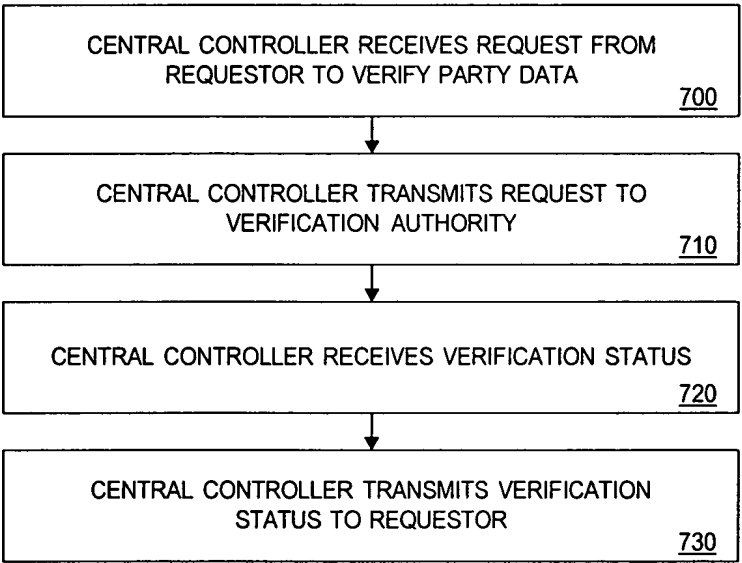 CENTRAL CONTROLLER RECEIVES REQUEST FROM
REQUESTOR TO VERIFY PARTY DATA
700
CENTRAL CONTROLLER TRANSMITS REQUEST TO
VERIFICATION AUTHORITY
710
CENTRAL CONTROLLER RECEIVES VERIFICATION STATUS
720
CENTRAL CONTROLLER TRANSMITS VERIFICATION
STATUS TO REQUESTOR
730